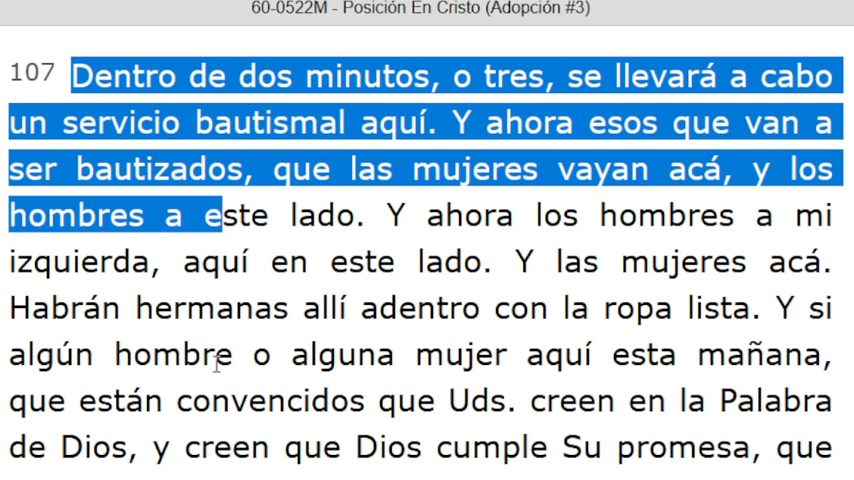 60-0522M - Posición En Cristo (Adopción #3)
107 Dentro de dos minutos, o tres, se llevará a cabo
un servicio bautismal aquí. Y ahora esos que van a
ser bautizados, que las mujeres vayan acá, y los
hombres a este lado. Y ahora los hombres a mi
izquierda, aquí en este lado. Y las mujeres acá.
Habrán hermanas allí adentro con la ropa lista. Y si
algún hombre o alguna mujer aquí esta mañana,
que están convencidos que Uds. creen en la Palabra
de Dios, y creen que Dios cumple Su promesa, que